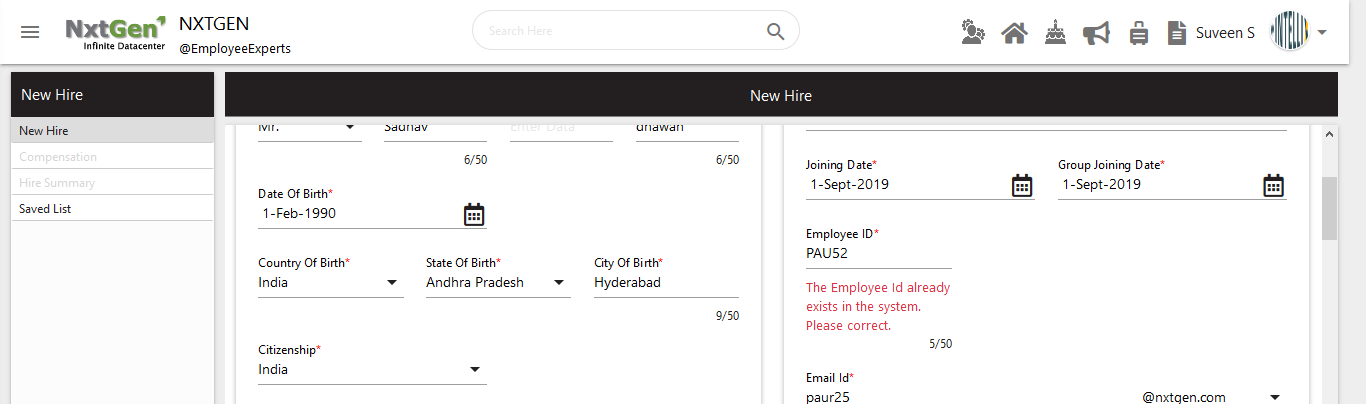 NxtGen
Infinite Datacenter
NXTGEN
@EmployeeExperts
Search Here
Suveen S
New Hire
New Hire
Compensation
Hire Summary
Saved List
New Hire
Mr.
Sadhav
Enter Data
dhawan
6/50
6/50
Date Of Birth*
1-Feb-1990
Country Of Birth*
State Of Birth*
City Of Birth*
India
Andhra Pradesh
Hyderabad
9/50
Citizenship*
India
Joining Date*
Group Joining Date*
1-Sept-2019
1-Sept-2019
Employee ID*
PAU52
The Employee Id already
exists in the system.
Please correct.
5/50
Email Id*
paur25
@nxtgen.com